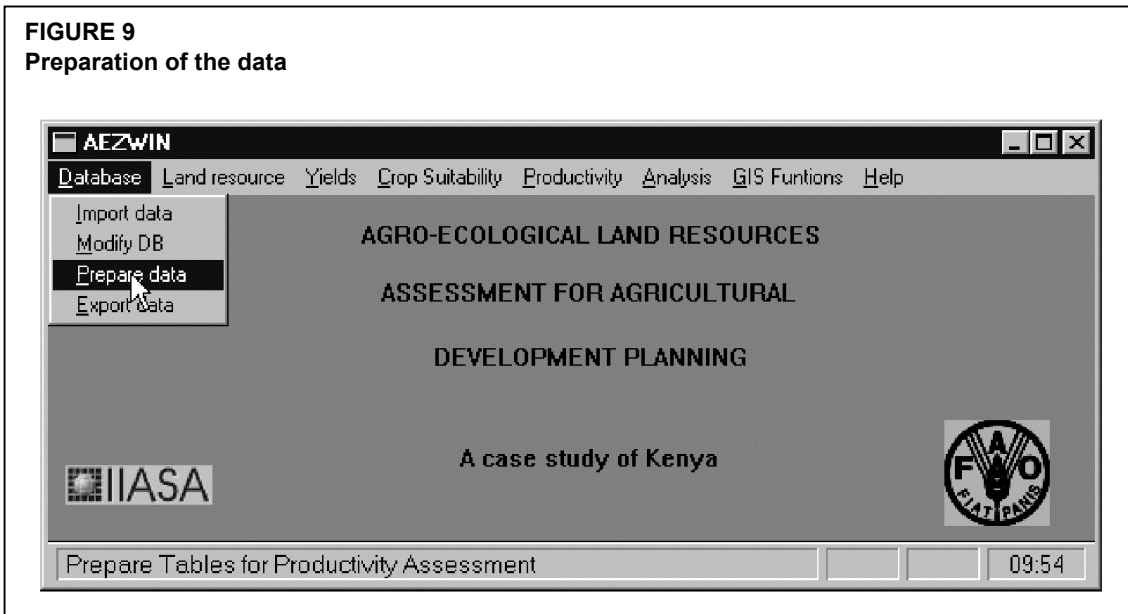 FIGURE 9
Preparation of the data
AEZWIN
Database Land resource Yields Crop Suitability Productivity Analysis GIS Funtions Help
Import data
Modify DB
Prepare data
Export data
AGRO-ECOLOGICAL LAND RESOURCES
ASSESSMENT FOR AGRICULTURAL
DEVELOPMENT PLANNING
A case study of Kenya
IIASA
FAO
FIAT PANIS
Prepare Tables for Productivity Assessment
09:54